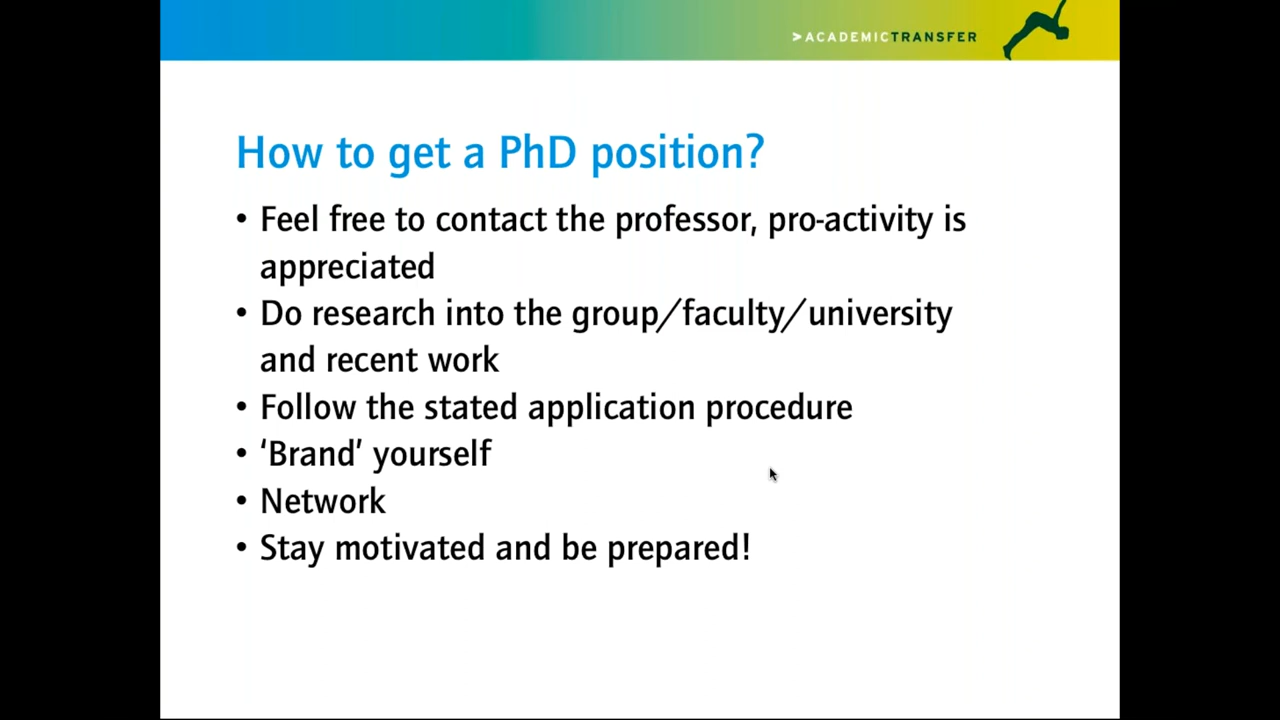 >ACADEMICTRANSFER
How to get a PhD position?
• Feel free to contact the professor, pro-activity is
appreciated
• Do research into the group/faculty/university
and recent work
• Follow the stated application procedure
• ‘Brand’ yourself
• Network
• Stay motivated and be prepared!